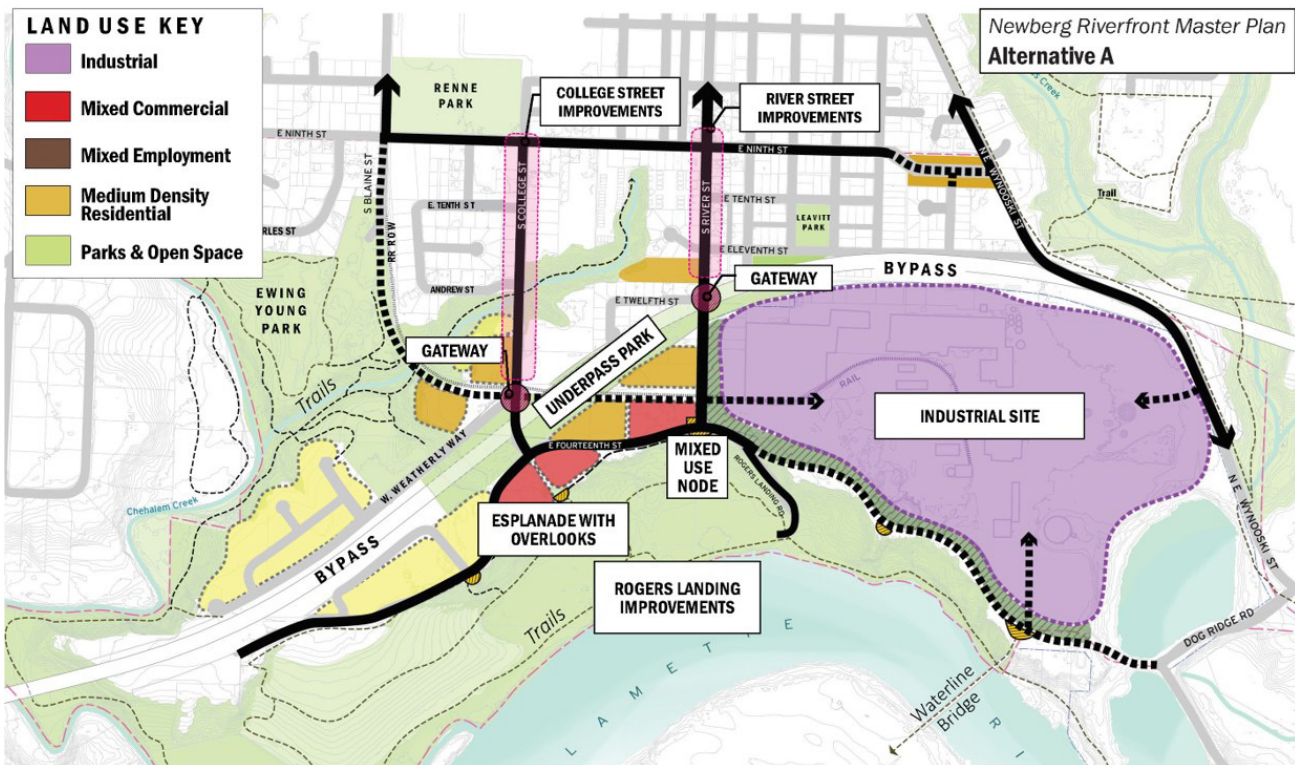 LAND USE KEY
Industrial
Mixed Commercial
Mixed Employment
Medium Density
Residential
Parks & Open Space
Newberg Riverfront Master Plan
Alternative A
RENNE
PARK
COLLEGE STREET
IMPROVEMENTS
RIVER STREET
IMPROVEMENTS
E NINTH ST
E NINTH ST
S BLAINE ST
RR ROW
S COLLEGE ST
S RIVER ST
E. TENTH ST
E TENTH ST
LEAVITT
PARK
NE WYNOOSKI ST
Trail
E ELEVENTH ST
BYPASS
ANDREW ST
E TWELFTH ST
GATEWAY
EWING
YOUNG
PARK
GATEWAY
UNDERPASS PARK
Trails
RAIL
INDUSTRIAL SITE
W. WEATHERLY WAY
E FOURTEENTH ST
MIXED
USE
NODE
ROGERS LANDING RD
NE WYNOOSKI ST
Chehalem Creek
ESPLANADE WITH
OVERLOOKS
BYPASS
ROGERS LANDING
IMPROVEMENTS
Trails
DOG RIDGE RD
Waterline
Bridge
LAMETTE
RI